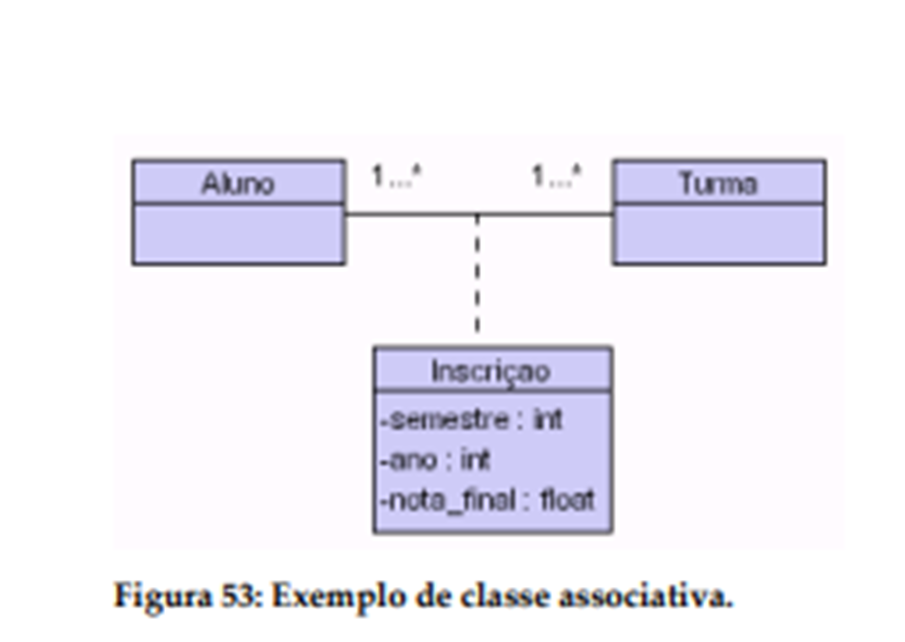 Aluno
1...*
1...*
Turma
Inscriçao
-semestre : int
-ano : int
-nota_final : float
Figura 53: Exemplo de classe associativa.